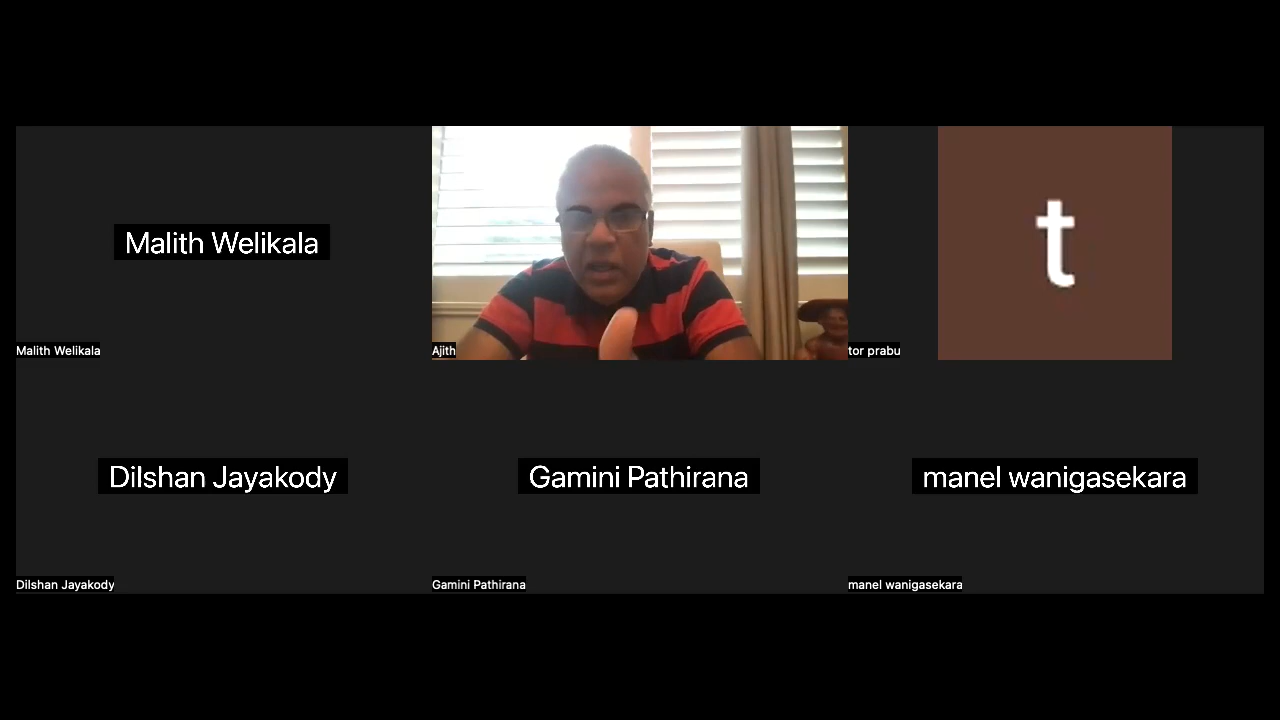 Malith Welikala
Malith Welikala
Ajith
t
tor prabu
Dilshan Jayakody
Dilshan Jayakody
Gamini Pathirana
Gamini Pathirana
manel wanigasekara
manel wanigasekara